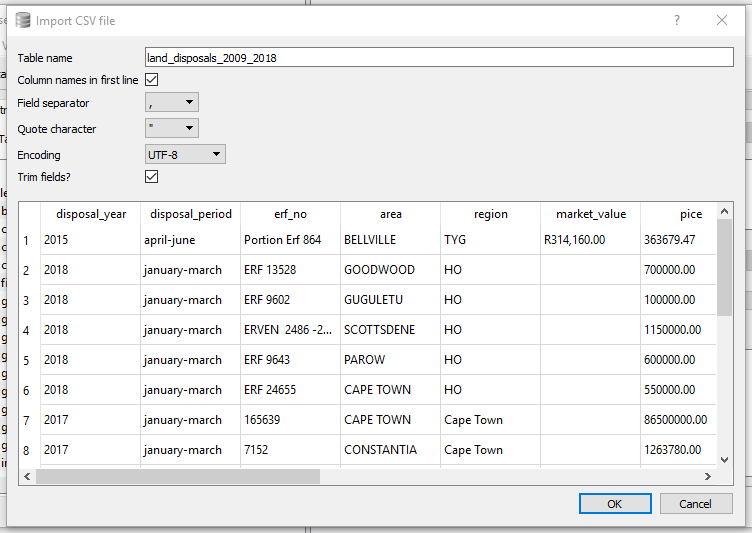 Import CSV file
Table name land_disposals_2009_2018
Column names in first line
Field separator ,
Quote character "
Encoding UTF-8
Trim fields?
disposal_year disposal_period erf_no area region market_value pice
1 2015 april-june Portion Erf 864 BELLVILLE TYG R314,160.00 363679.47
2 2018 january-march ERF 13528 GOODWOOD HO 700000.00
3 2018 january-march ERF 9602 GUGULETU HO 100000.00
4 2018 january-march ERVEN 2486 -2... SCOTTSDENE HO 1150000.00
5 2018 january-march ERF 9643 PAROW HO 600000.00
6 2018 january-march ERF 24655 CAPE TOWN HO 550000.00
7 2017 january-march 165639 CAPE TOWN Cape Town 86500000.00
8 2017 january-march 7152 CONSTANTIA Cape Town 1263780.00
OK Cancel